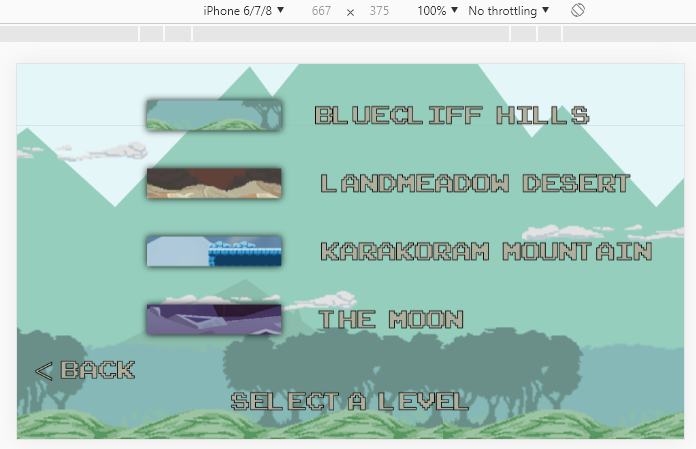 iPhone 6/7/8 ▼ 667 × 375 100% ▼ No throttling ▼
BLUECLIFF HILLS
LANDMEADOW DESERT
KARAKORAM MOUNTAIN
THE MOON
< BACK
SELECT A LEVEL